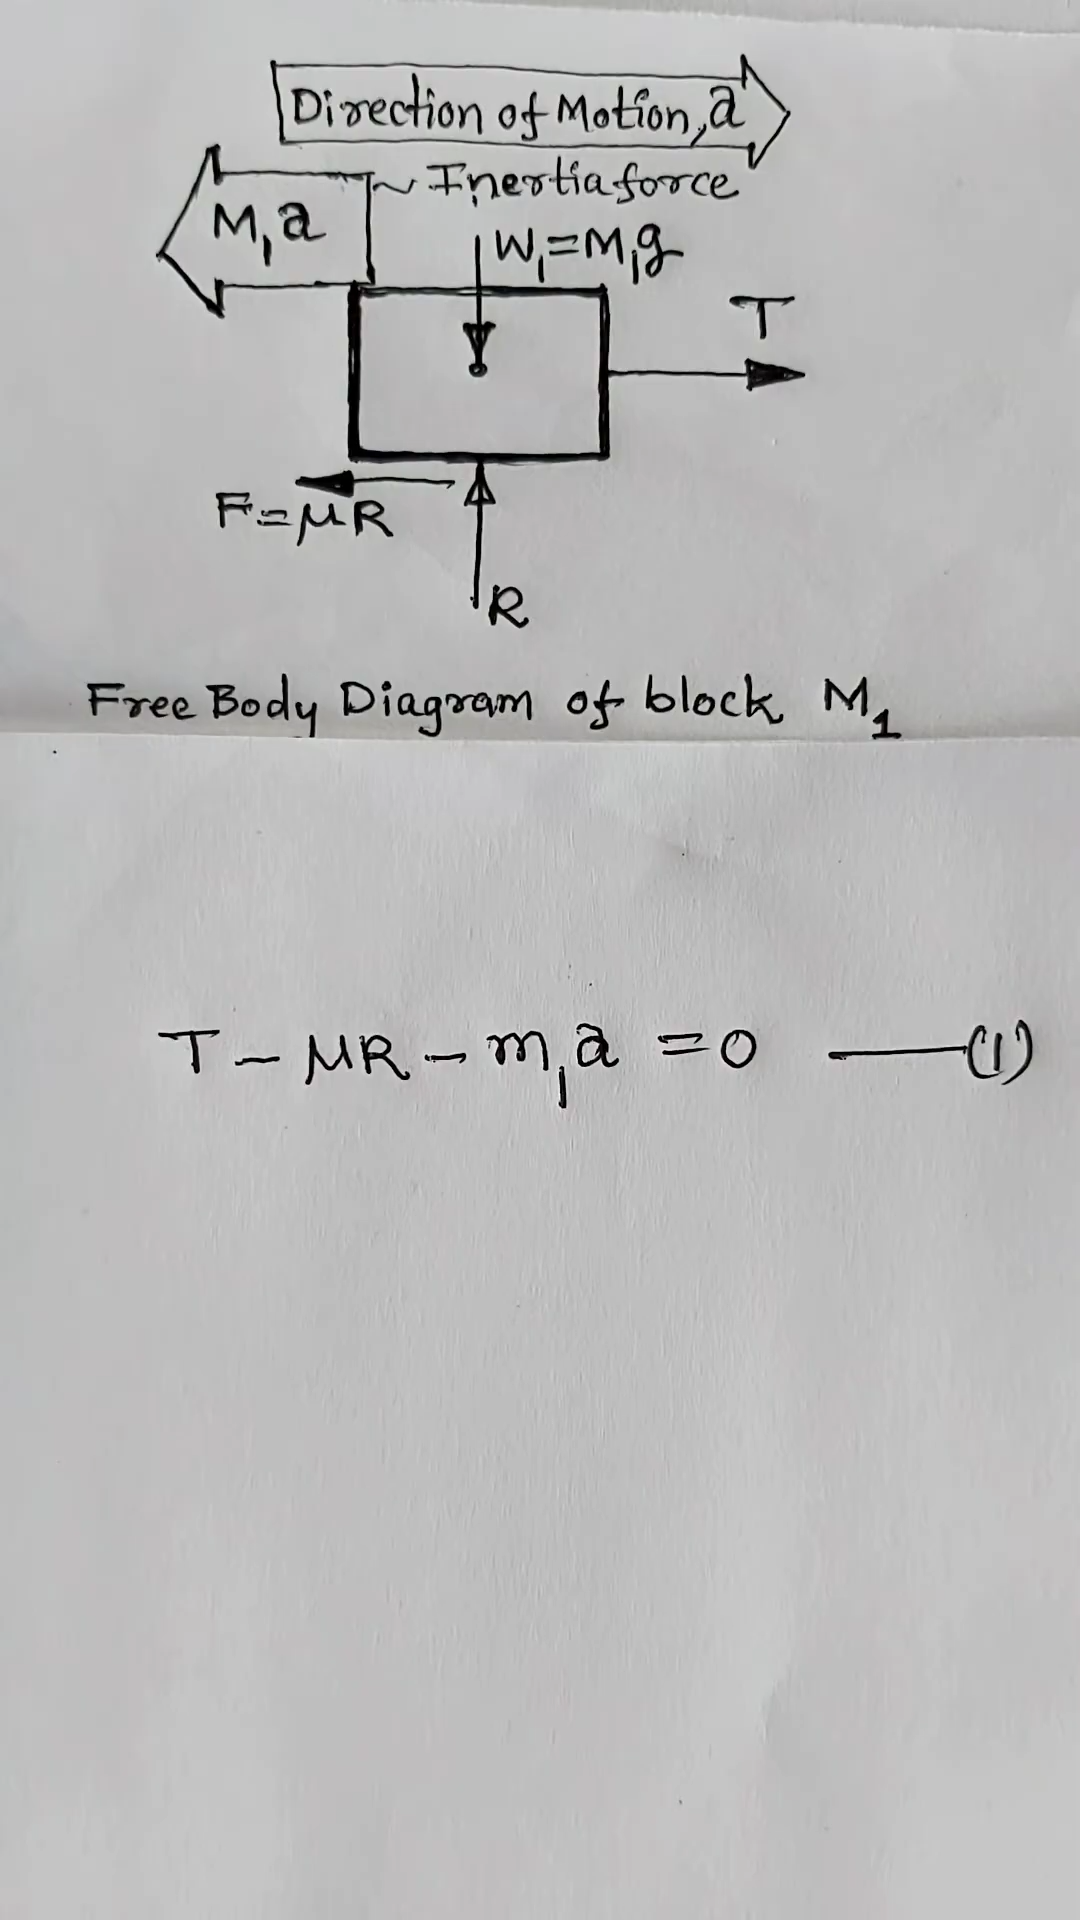 Direction of Motion, a
Inertia force
M₁a
W₁=M₁g
T
F=μR
R
Free Body Diagram of block M₁
T - μR - m₁a = 0 —(1)